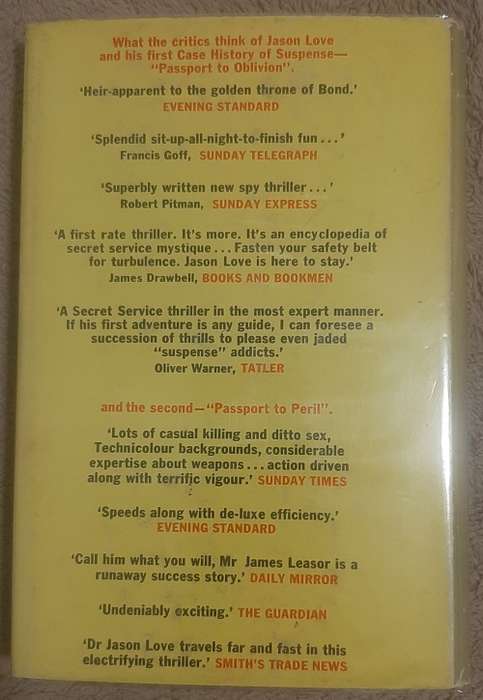 What the critics think of Jason Love
and his first Case History of Suspense—
"Passport to Oblivion".
'Heir-apparent to the golden throne of Bond.'
EVENING STANDARD
'Splendid sit-up-all-night-to-finish fun ... '
Francis Goff, SUNDAY TELEGRAPH
'Superbly written new spy thriller ... '
Robert Pitman, SUNDAY EXPRESS
'A first rate thriller. It's more. It's an encyclopedia of
secret service mystique ... Fasten your safety belt
for turbulence. Jason Love is here to stay.'
James Drawbell, BOOKS AND BOOKMEN
'A Secret Service thriller in the most expert manner.
If his first adventure is any guide, I can foresee a
succession of thrills to please even jaded
"suspense" addicts.'
Oliver Warner, TATLER
and the second—"Passport to Peril".
'Lots of casual killing and ditto sex,
Technicolour backgrounds, considerable
expertise about weapons ... action driven
along with terrific vigour.' SUNDAY TIMES
'Speeds along with de-luxe efficiency.'
EVENING STANDARD
'Call him what you will, Mr James Leasor is a
runaway success story.' DAILY MIRROR
'Undeniably exciting.' THE GUARDIAN
'Dr Jason Love travels far and fast in this
electrifying thriller.' SMITH'S TRADE NEWS